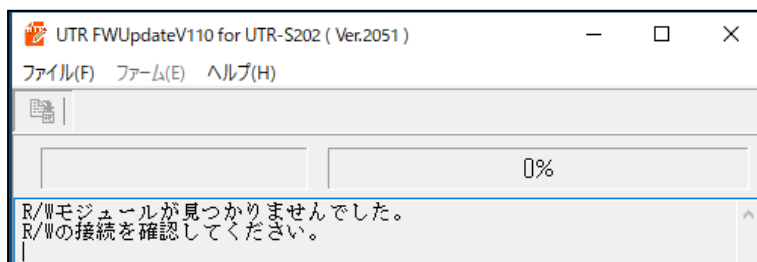 UTR FWUpdateV110 for UTR-S202 ( Ver.2051 )
ファイル(F) ファーム(E) ヘルプ(H)
0%
R/Wモジュールが見つかりませんでした。
R/Wの接続を確認してください。